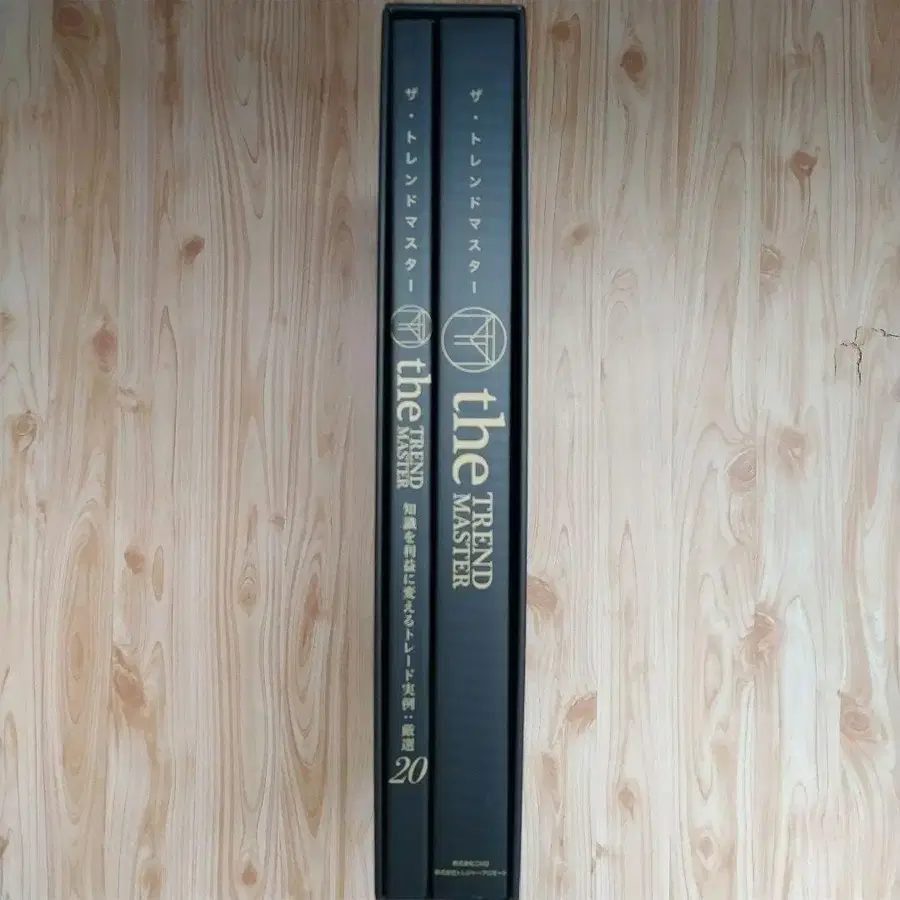 ザ・トレンドマスター
the
TREND
MASTER
知識を利益に変えるトレード実例:厳選
20
ザ・トレンドマスター
the
TREND
MASTER